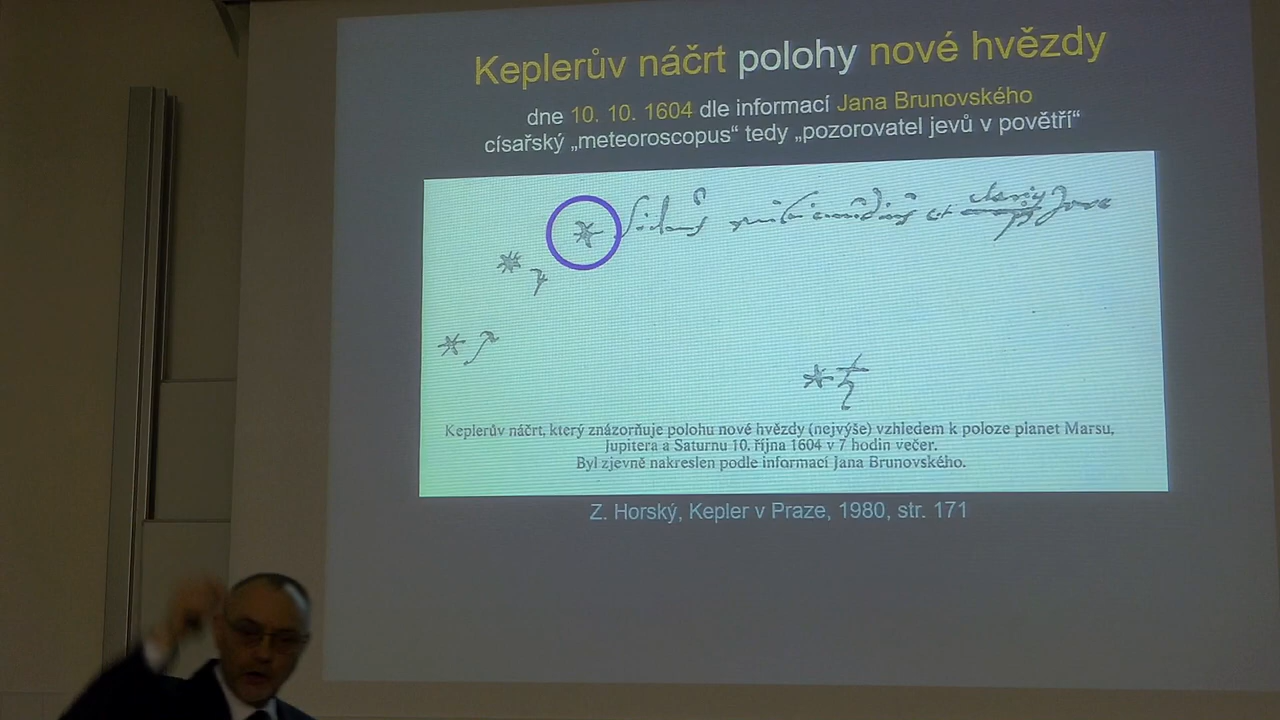 Keplerův náčrt polohy nové hvězdy
dne 10. 10. 1604 dle informací Jana Brunovského
císařský „meteoroscopus“ tedy „pozorovatel jevů v povětří“
Keplerův náčrt, který znázorňuje polohu nové hvězdy (nejvýše) vzhledem k poloze planet Marsu,
Jupitera a Saturnu 10. října 1604 v 7 hodin večer.
Byl zjevně nakreslen podle informací Jana Brunovského.
Z. Horský, Kepler v Praze, 1980, str. 171